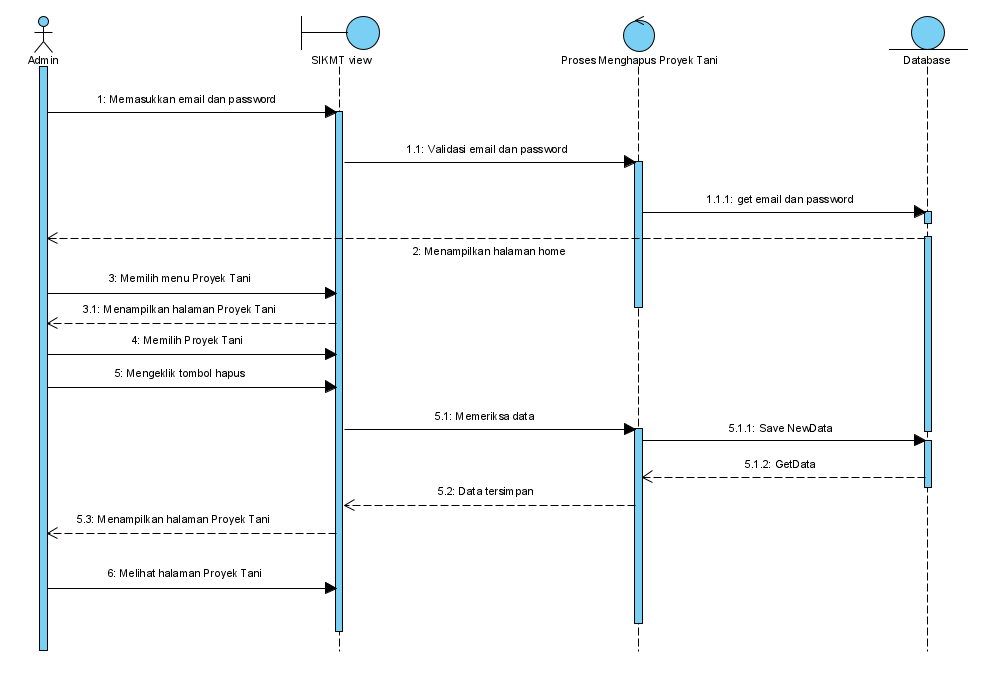 Admin
SIKMT view
Proses Menghapus Proyek Tani
Database
1: Memasukkan email dan password
1.1: Validasi email dan password
1.1.1: get email dan password
2: Menampilkan halaman home
3: Memilih menu Proyek Tani
3.1: Menampilkan halaman Proyek Tani
4: Memilih Proyek Tani
5: Mengeklik tombol hapus
5.1: Memeriksa data
5.1.1: Save NewData
5.1.2: GetData
5.2: Data tersimpan
5.3: Menampilkan halaman Proyek Tani
6: Melihat halaman Proyek Tani